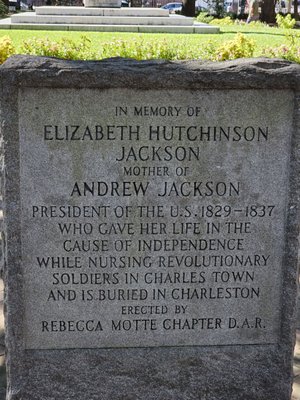 IN MEMORY OF
ELIZABETH HUTCHINSON
JACKSON
MOTHER OF
ANDREW JACKSON
PRESIDENT OF THE U.S. 1829-1837
WHO GAVE HER LIFE IN THE
CAUSE OF INDEPENDENCE
WHILE NURSING REVOLUTIONARY
SOLDIERS IN CHARLES TOWN
AND IS BURIED IN CHARLESTON
ERECTED BY
REBECCA MOTTE CHAPTER D.A.R.